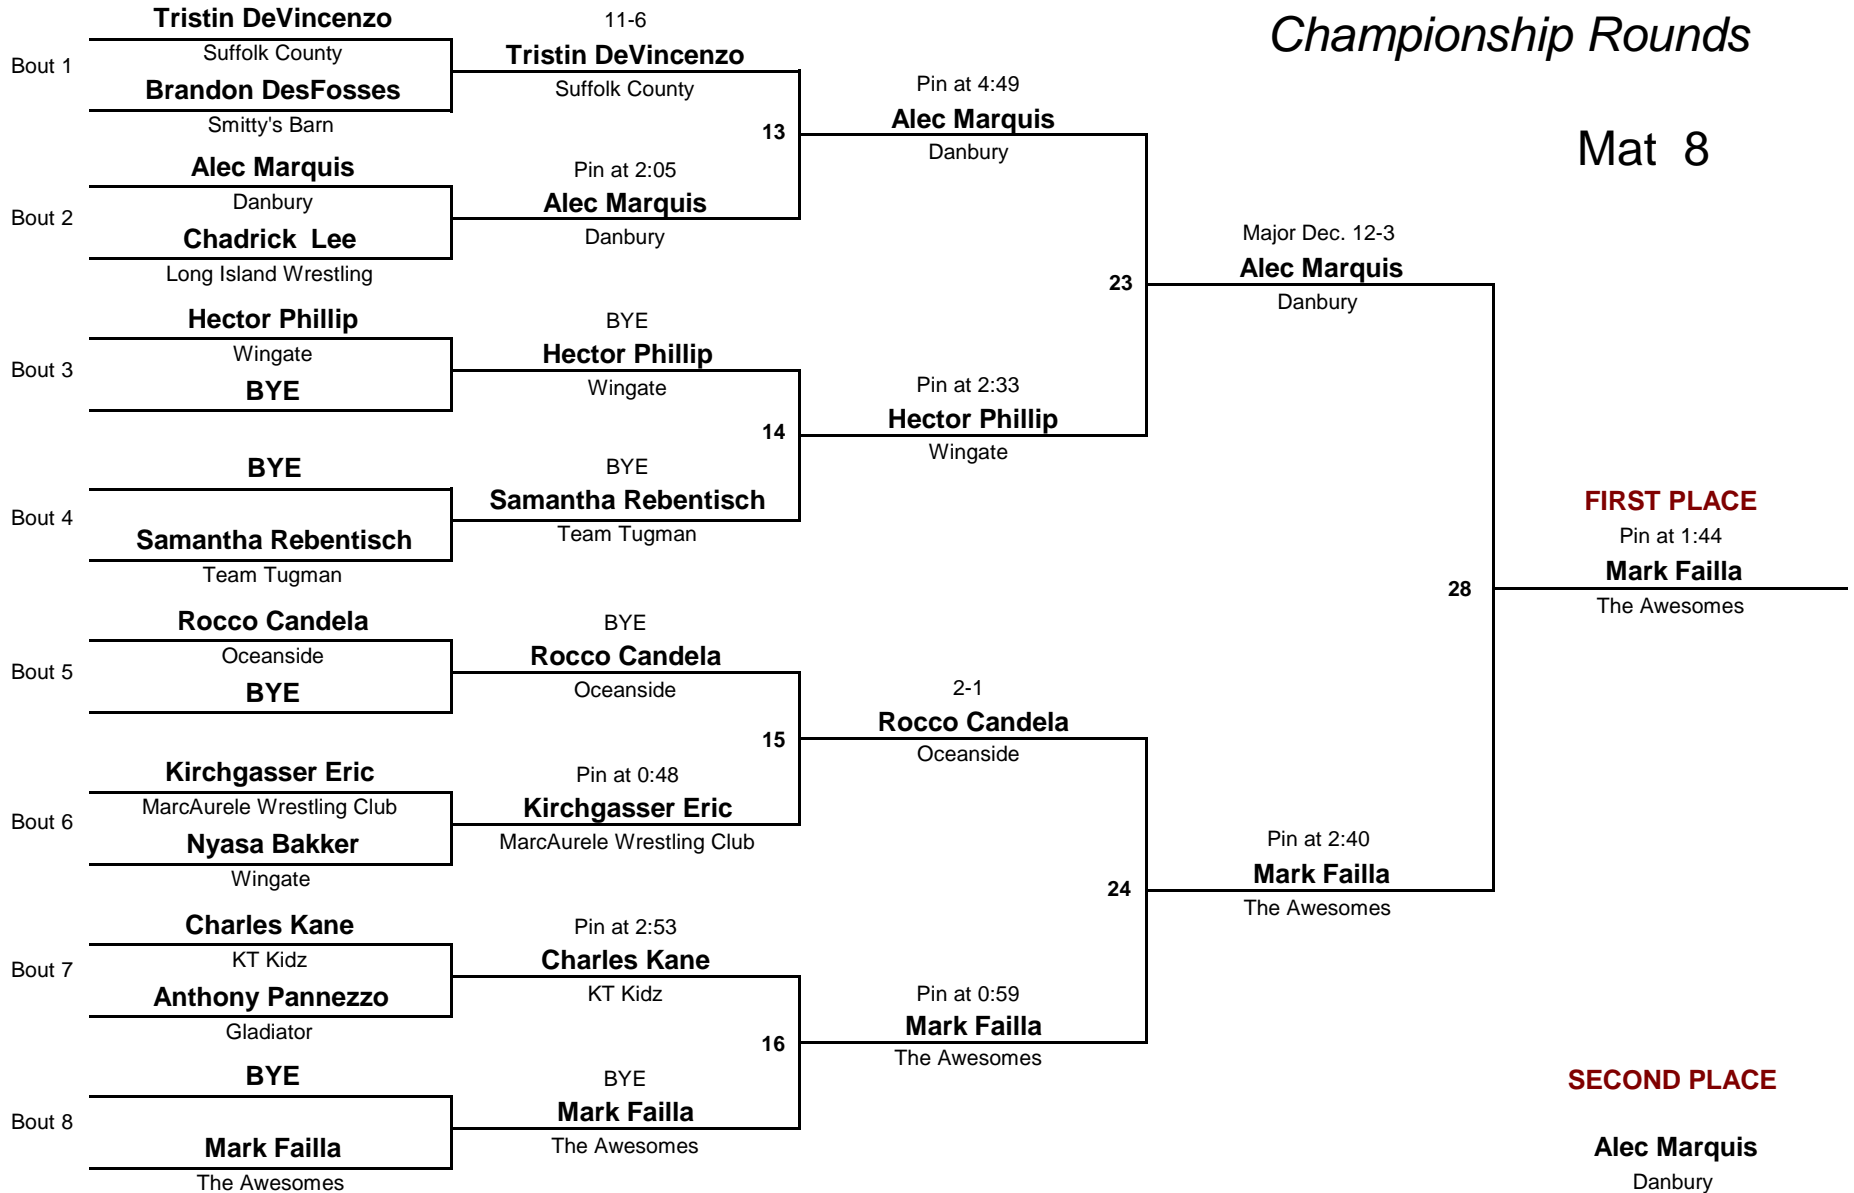 Championship Rounds
Mat 8
Bout 1
Tristin DeVincenzo
Suffolk County
Brandon DesFosses
Smitty's Barn
Bout 2
Alec Marquis
Danbury
Chadrick Lee
Long Island Wrestling
Bout 3
Hector Phillip
Wingate
BYE
Bout 4
BYE
Samantha Rebentisch
Team Tugman
Bout 5
Rocco Candela
Oceanside
BYE
Bout 6
Kirchgasser Eric
MarcAurele Wrestling Club
Nyasa Bakker
Wingate
Bout 7
Charles Kane
KT Kidz
Anthony Pannezzo
Gladiator
Bout 8
BYE
Mark Failla
The Awesomes
11-6
Tristin DeVincenzo
Suffolk County
13
Pin at 2:05
Alec Marquis
Danbury
BYE
Hector Phillip
Wingate
14
BYE
Samantha Rebentisch
Team Tugman
BYE
Rocco Candela
Oceanside
15
Pin at 0:48
Kirchgasser Eric
MarcAurele Wrestling Club
Pin at 2:53
Charles Kane
KT Kidz
16
BYE
Mark Failla
The Awesomes
Pin at 4:49
Alec Marquis
Danbury
23
Pin at 2:33
Hector Phillip
Wingate
2-1
Rocco Candela
Oceanside
24
Pin at 0:59
Mark Failla
The Awesomes
Major Dec. 12-3
Alec Marquis
Danbury
28
Pin at 2:40
Mark Failla
The Awesomes
FIRST PLACE
Pin at 1:44
Mark Failla
The Awesomes
SECOND PLACE
Alec Marquis
Danbury